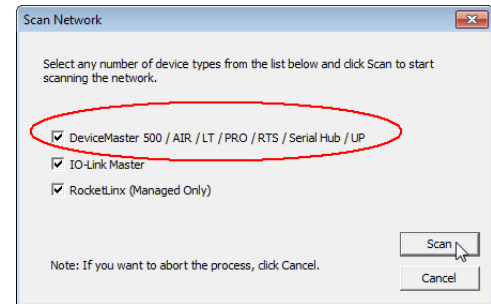 Scan Network
Select any number of device types from the list below and click Scan to start
scanning the network.
DeviceMaster 500 / AIR / LT / PRO / RTS / Serial Hub / UP
IO-Link Master
RocketLinx (Managed Only)
Scan
Note: If you want to abort the process, click Cancel.
Cancel